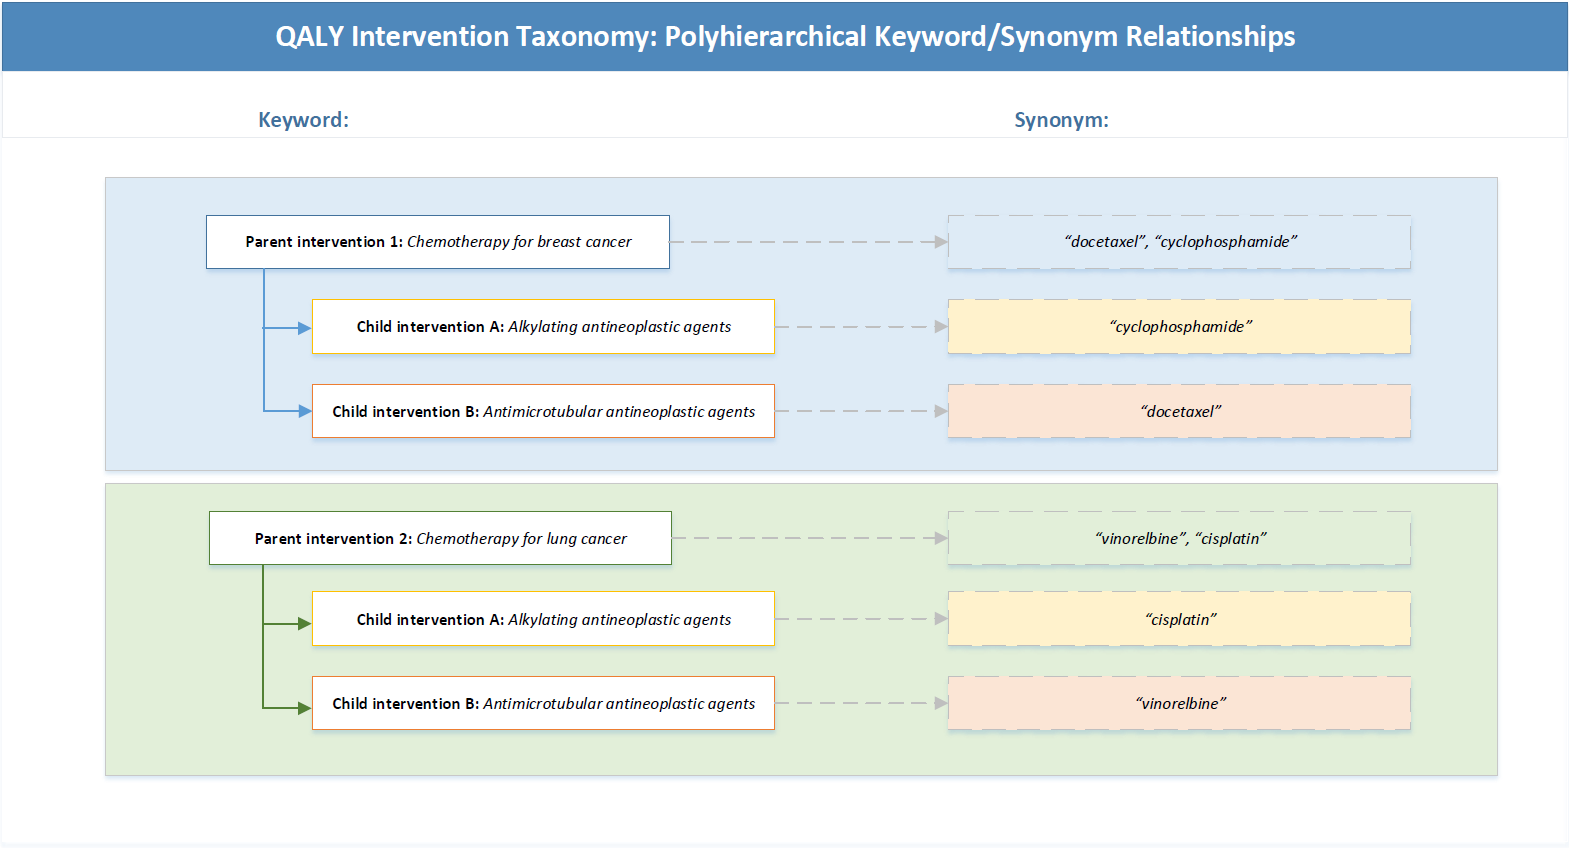 QALY Intervention Taxonomy: Polyhierarchical Keyword/Synonym Relationships
Keyword: Synonym:
Parent intervention 1: Chemotherapy for breast cancer “docetaxel”, “cyclophosphamide”
Child intervention A: Alkylating antineoplastic agents “cyclophosphamide”
Child intervention B: Antimicrotubular antineoplastic agents “docetaxel”
Parent intervention 2: Chemotherapy for lung cancer “vinorelbine”, “cisplatin”
Child intervention A: Alkylating antineoplastic agents “cisplatin”
Child intervention B: Antimicrotubular antineoplastic agents “vinorelbine”